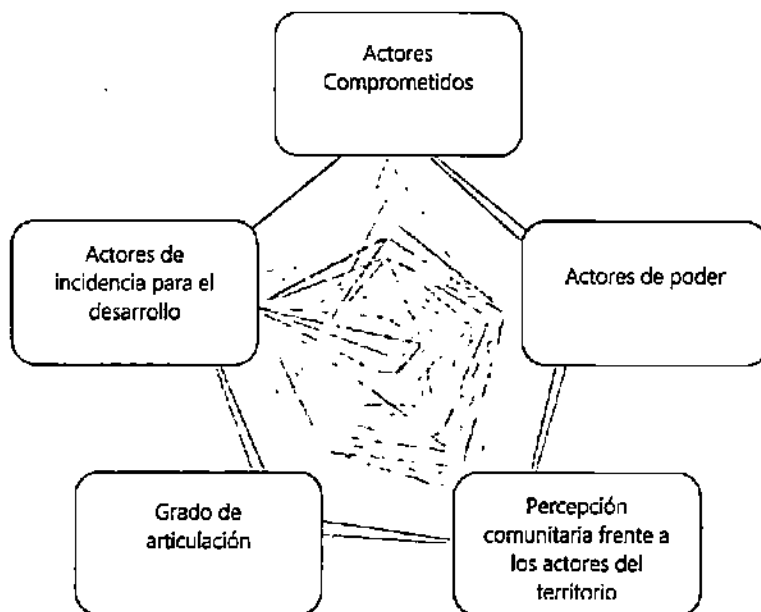 Actores
Comprometidos
Actores de
incidencia para el
desarrollo
Actores de poder
Grado de
articulación
Percepción
comunitaria frente a
los actores del
territorio